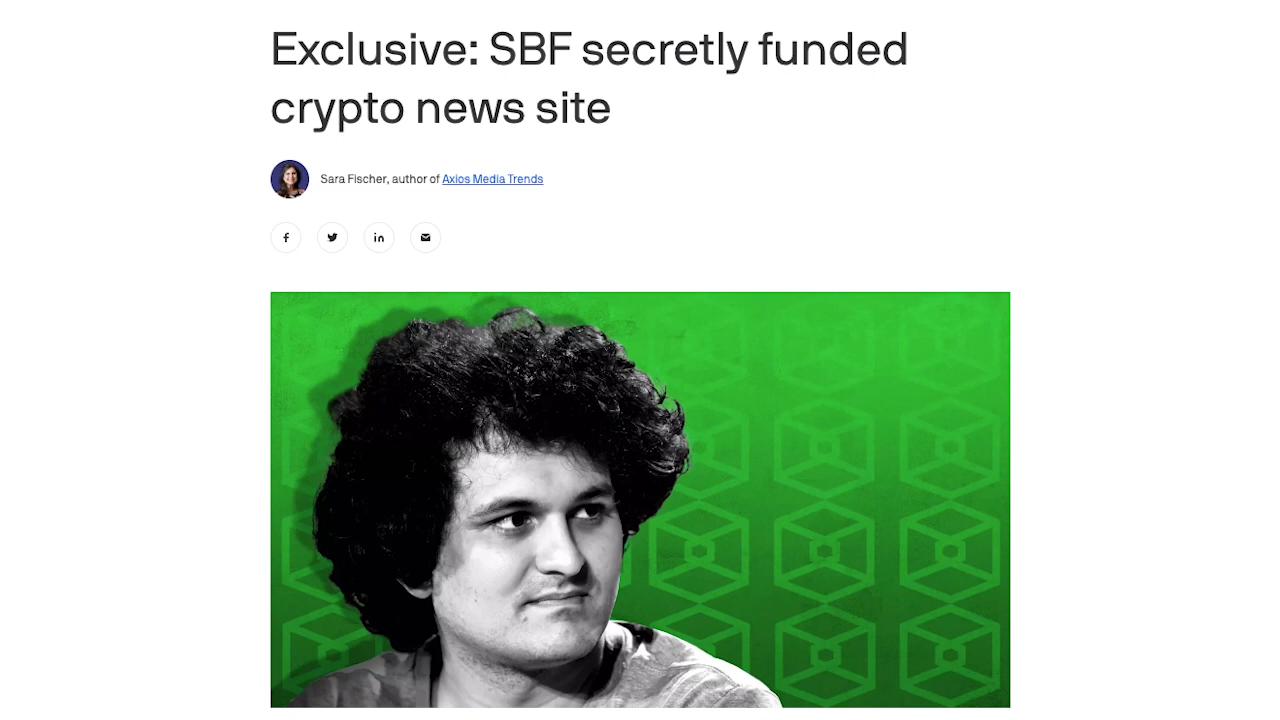 Exclusive: SBF secretly funded
crypto news site
Sara Fischer, author of Axios Media Trends